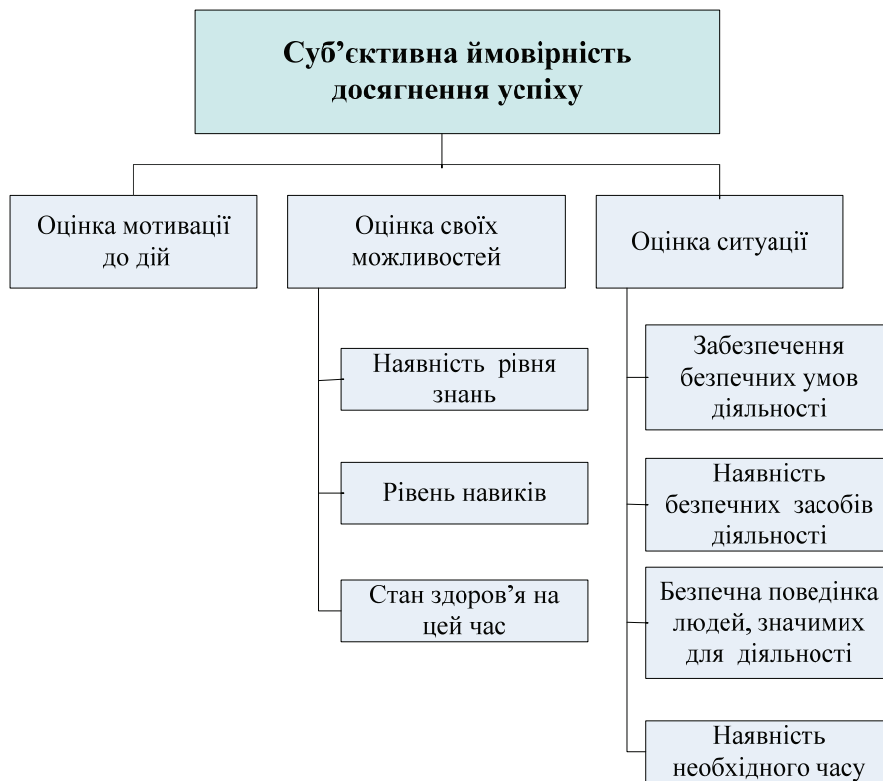 Суб’єктивна ймовірність
досягнення успіху
Оцінка мотивації
до дій
Оцінка своїх
можливостей
Оцінка ситуації
Наявність рівня
знань
Рівень навиків
Стан здоров’я на
цей час
Забезпечення
безпечних умов
діяльності
Наявність
безпечних засобів
діяльності
Безпечна поведінка
людей, значимих
для діяльності
Наявність
необхідного часу